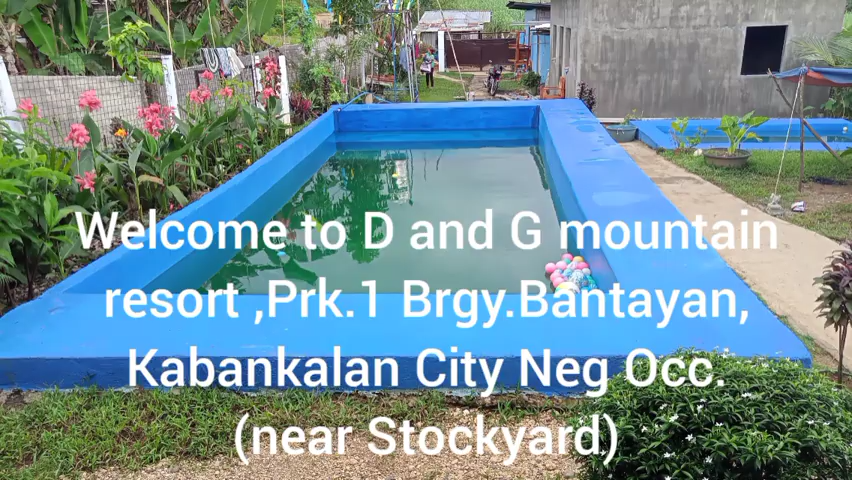 Welcome to D and G mountain
resort ,Prk.1 Brgy.Bantayan,
Kabankalan City Neg Occ.
(near Stockyard)